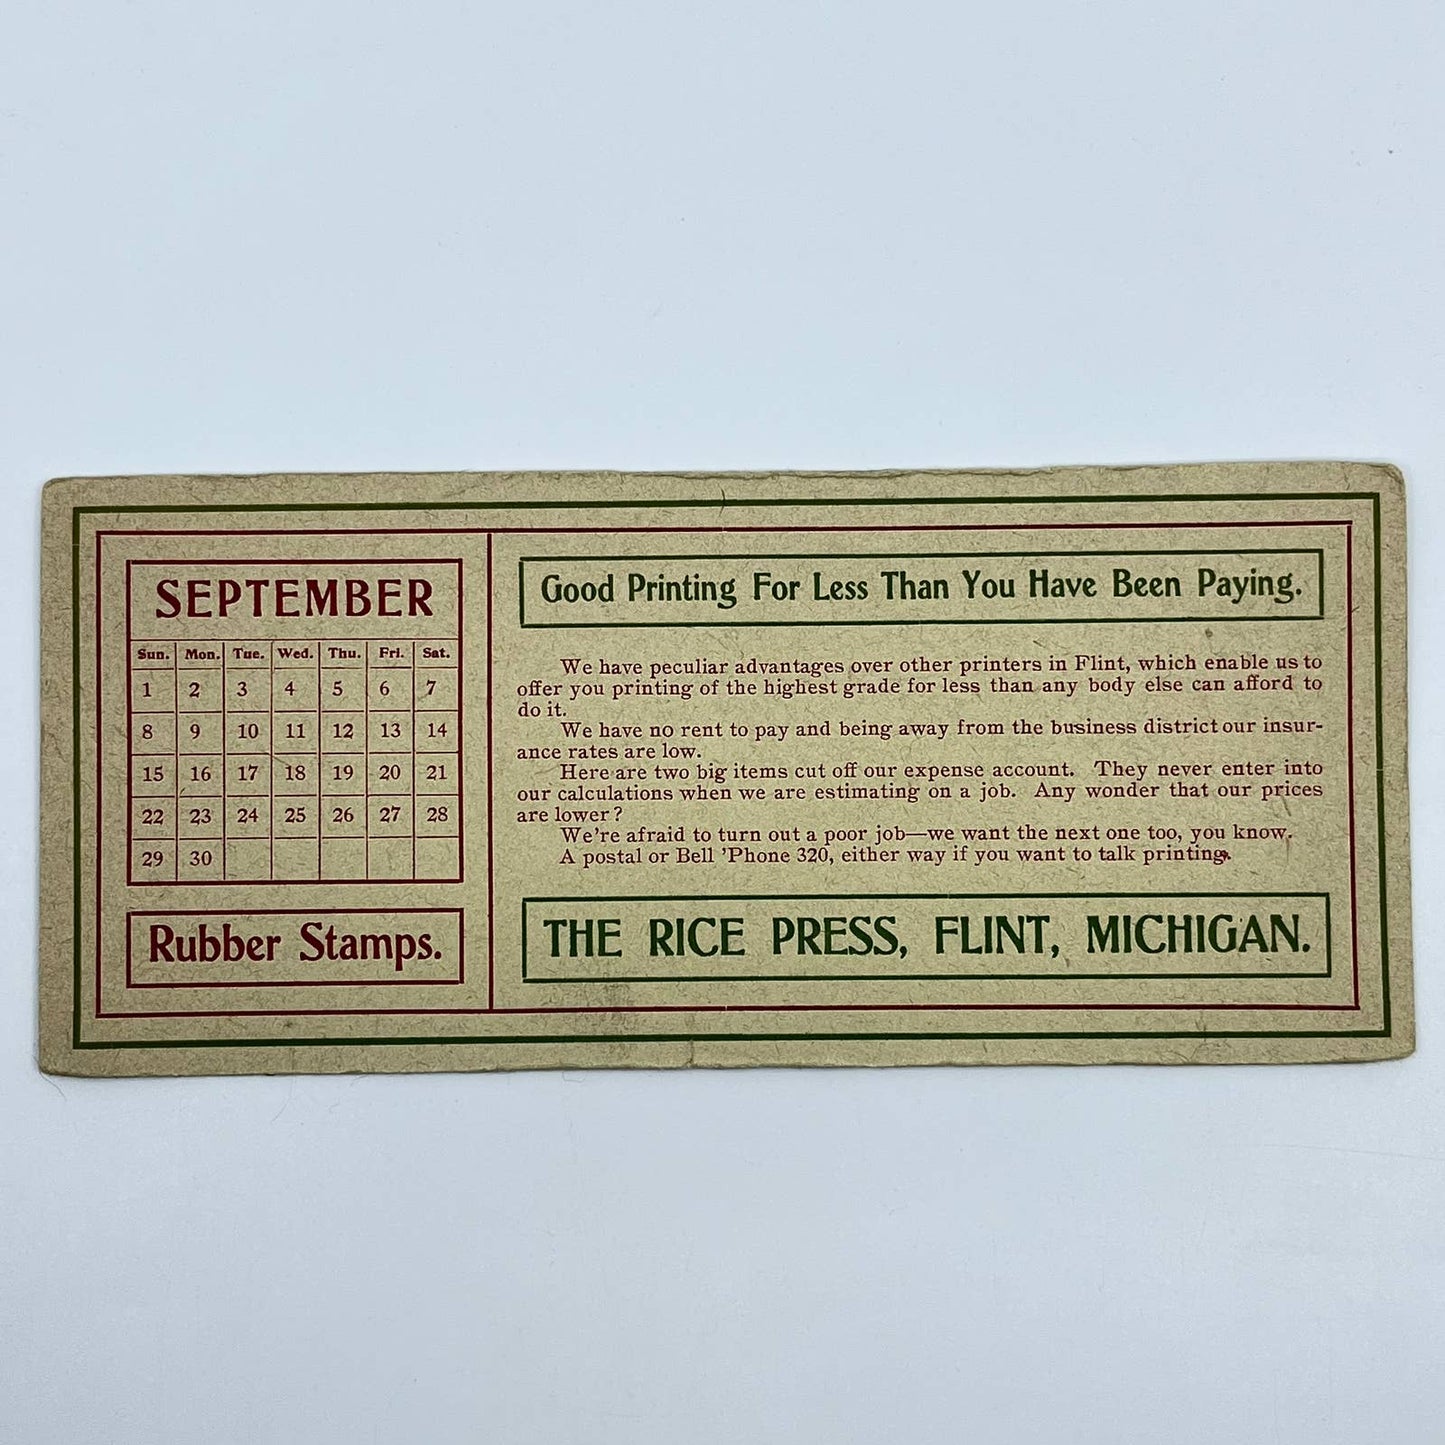 SEPTEMBER
Sun. Mon. Tue. Wed. Thu. Fri. Sat.
1 2 3 4 5 6 7
8 9 10 11 12 13 14
15 16 17 18 19 20 21
22 23 24 25 26 27 28
29 30
Rubber Stamps.
Good Printing For Less Than You Have Been Paying.
We have peculiar advantages over other printers in Flint, which enable us to
offer you printing of the highest grade for less than any body else can afford to
do it.
We have no rent to pay and being away from the business district our insur-
ance rates are low.
Here are two big items cut off our expense account. They never enter into
our calculations when we are estimating on a job. Any wonder that our prices
are lower?
We're afraid to turn out a poor job—we want the next one too, you know.
A postal or Bell 'Phone 320, either way if you want to talk printing.
THE RICE PRESS, FLINT, MICHIGAN.